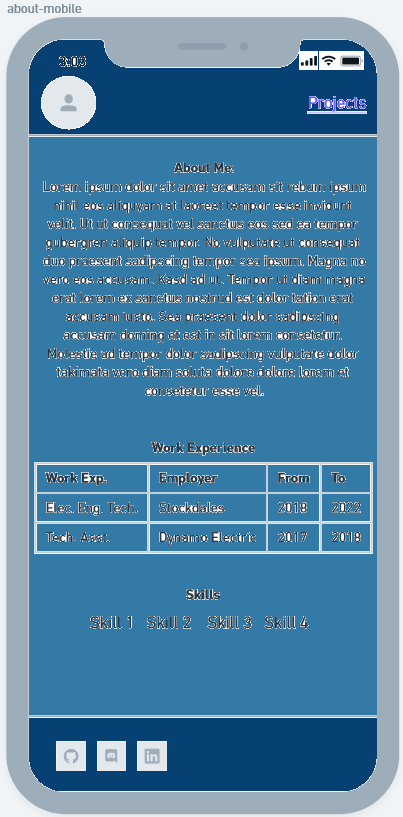 about-mobile
3:03
Projects
About Me:
Lorem ipsum dolor sit amet accusam sit rebum ipsum
nihil eos aliquyam at laoreet tempor esse invidunt
velit. Ut ut consequat vel sanctus eos sed ea tempor
gubergren aliquip tempor. No vulputate ut consequat
duo praesent sadipscing tempor sea ipsum. Magna no
vero eos accusam. Kasd ad ut. Tempor ut diam magna
erat lorem ex sanctus nostrud est dolor tation erat
accusam iusto. Sea praesent dolor sadipscing
accusam doming et est in sit lorem consetetur.
Molestie ad tempor dolor sadipscing vulputate dolor
takimata vero diam soluta dolore dolore lorem et
consetetur esse vel.
Work Experience
Work Exp. Employer From To
Elec. Eng. Tech. Stockdales 2018 2022
Tech. Asst. Dynamo Electric 2017 2018
Skills
Skill 1 Skill 2 Skill 3 Skill 4